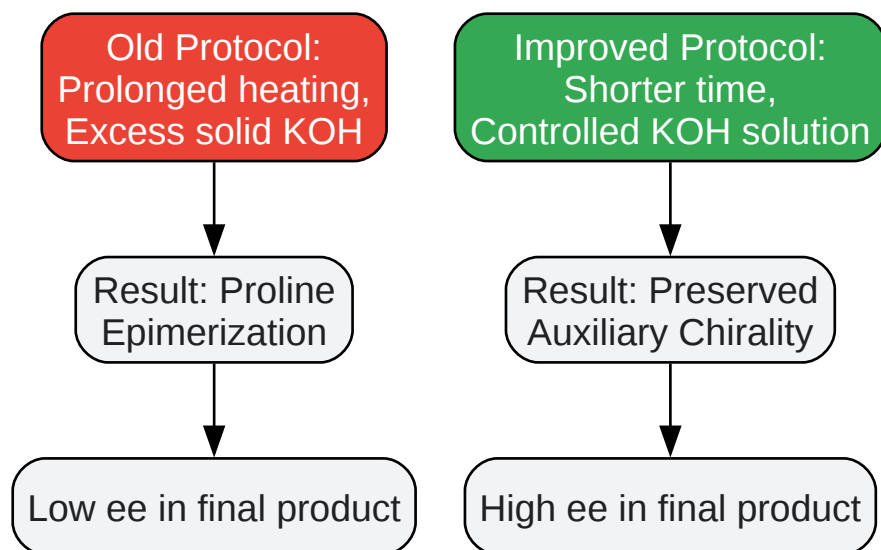 Old Protocol:
Prolonged heating,
Excess solid KOH
Improved Protocol:
Shorter time,
Controlled KOH solution
Result: Proline
Epimerization
Result: Preserved
Auxiliary Chirality
Low ee in final product
High ee in final product